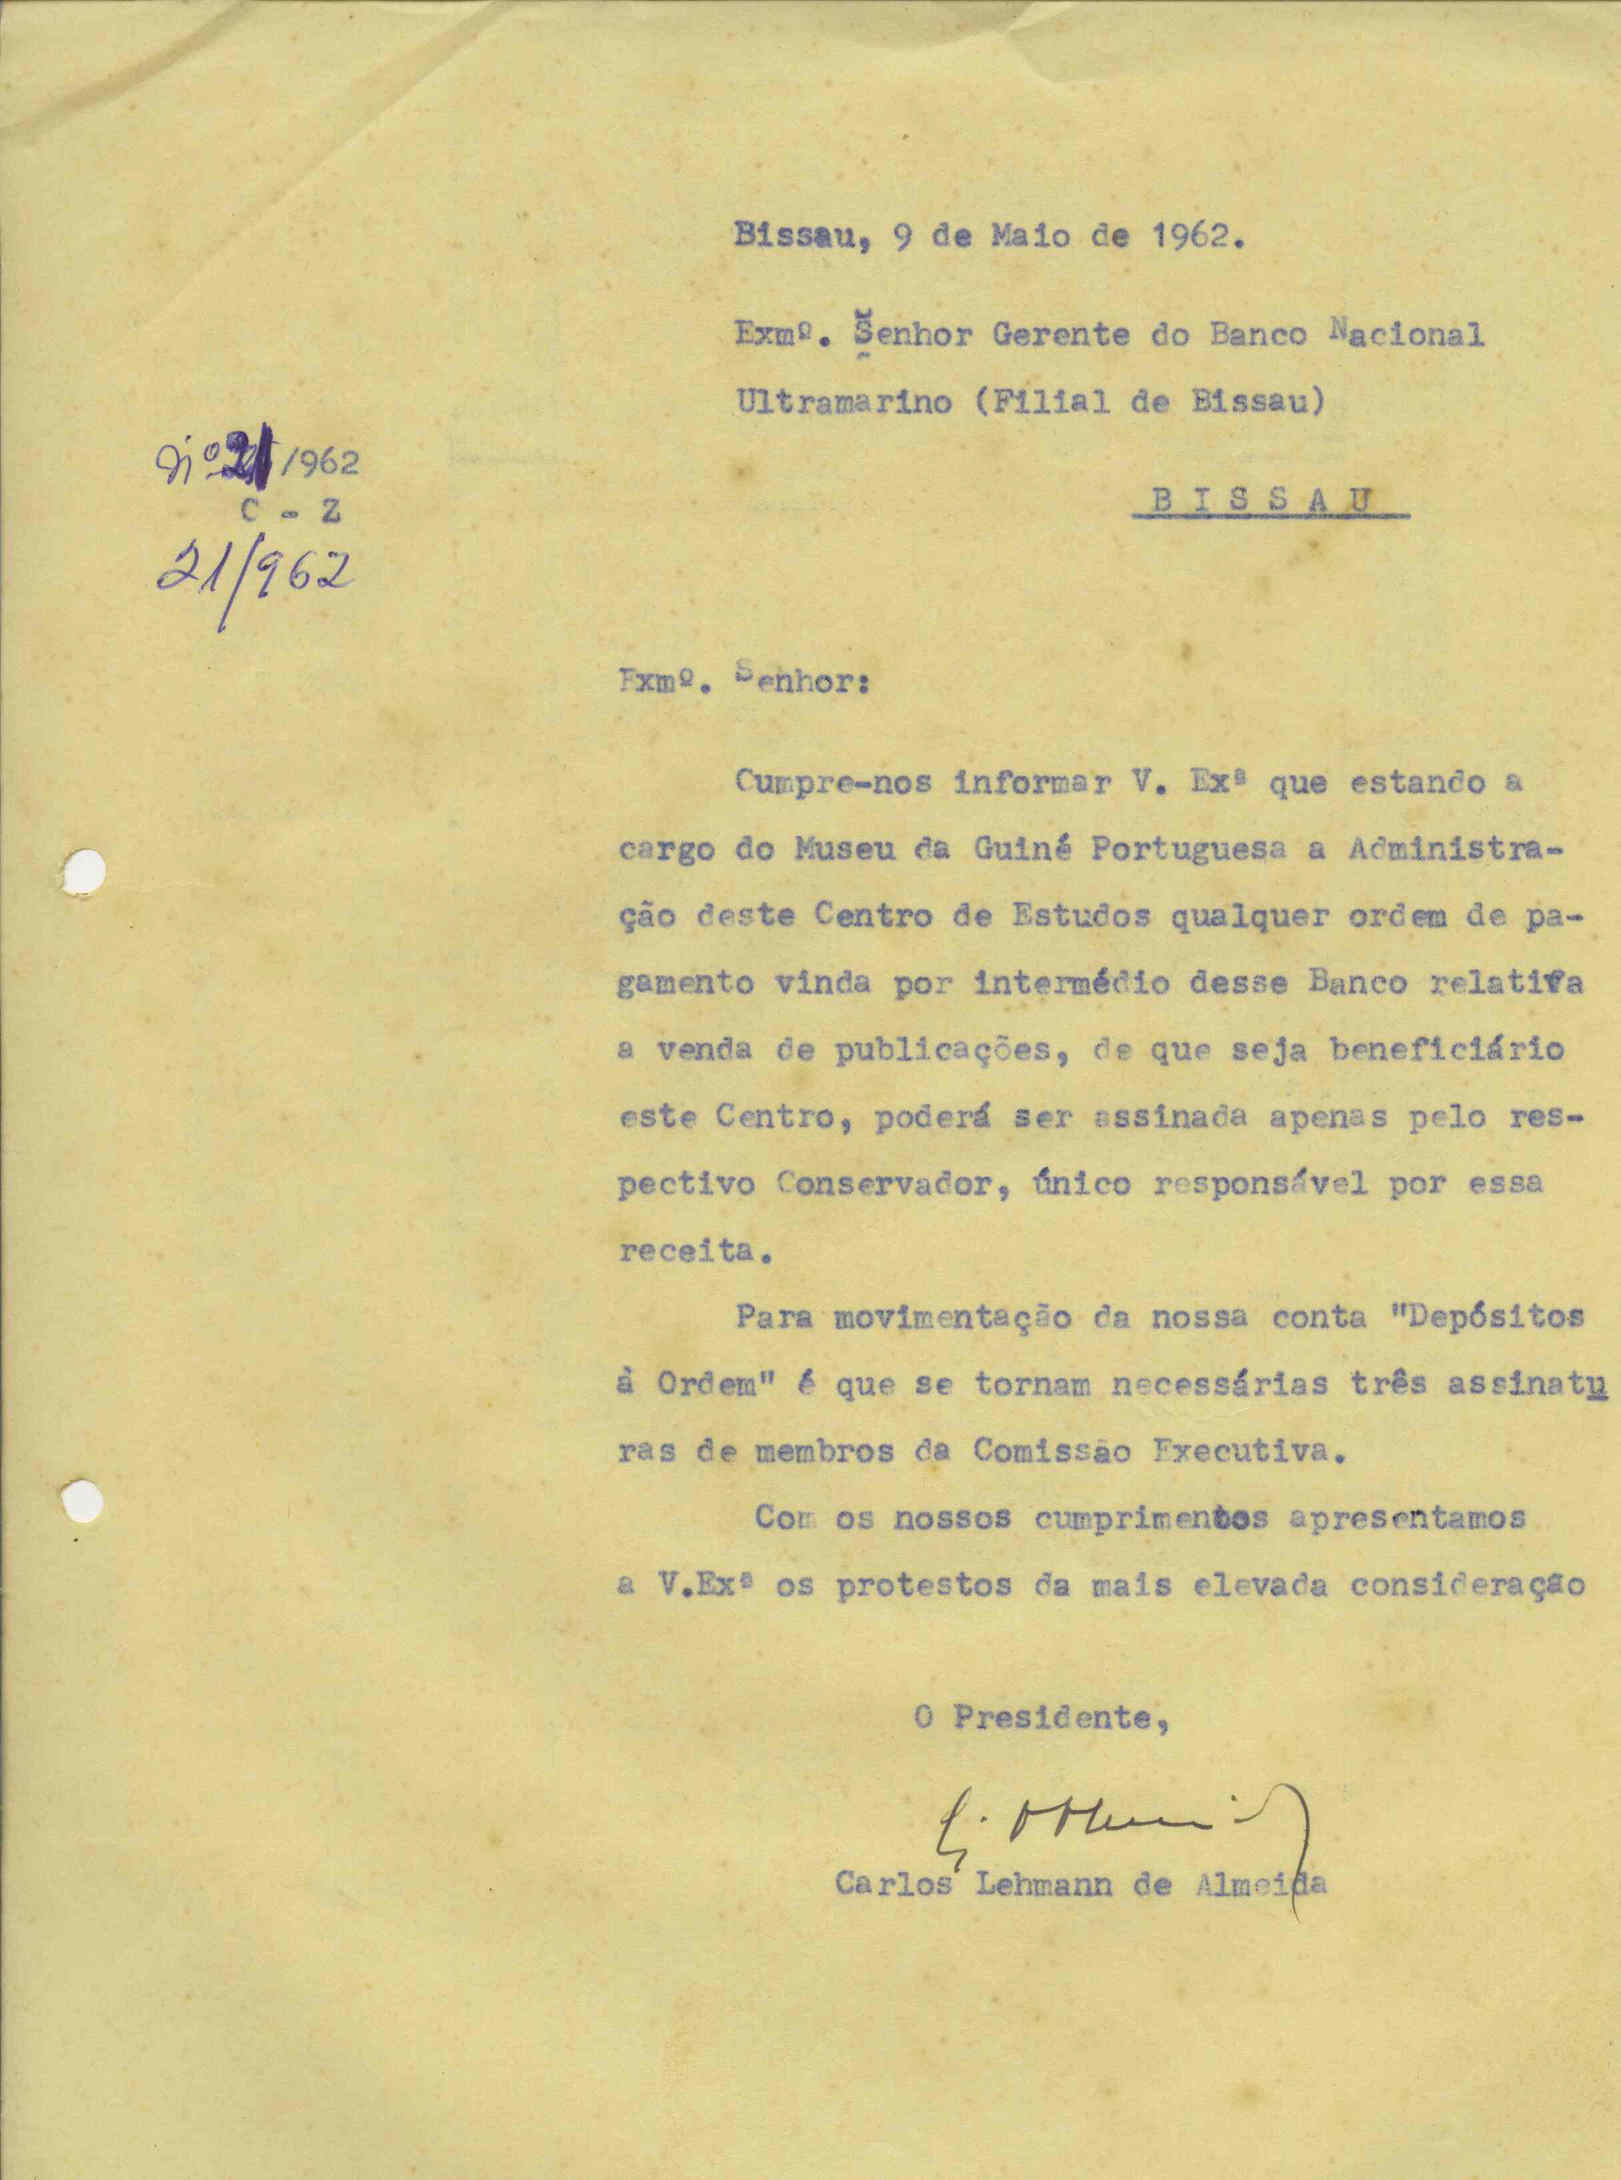 Bissau, 9 de Maio de 1962.
Exmº. Senhor Gerente do Banco Nacional
Ultramarino (Filial de Bissau)
Nº 21/962
C - Z
21/962
B I S S A U
Exmº. Senhor:
Cumpre-nos informar V. Exª que estando a
cargo do Museu da Guiné Portuguesa a Administra-
ção deste Centro de Estudos qualquer ordem de pa-
gamento vinda por intermédio desse Banco relativa
a venda de publicações, de que seja beneficiário
este Centro, poderá ser assinada apenas pelo res-
pectivo Conservador, único responsável por essa
receita.
Para movimentação da nossa conta "Depósitos
à Ordem" é que se tornam necessárias três assinatu
ras de membros da Comissão Executiva.
Com os nossos cumprimentos apresentamos
a V.Exª os protestos da mais elevada consideração
O Presidente,
Carlos Lehmann de Almeida